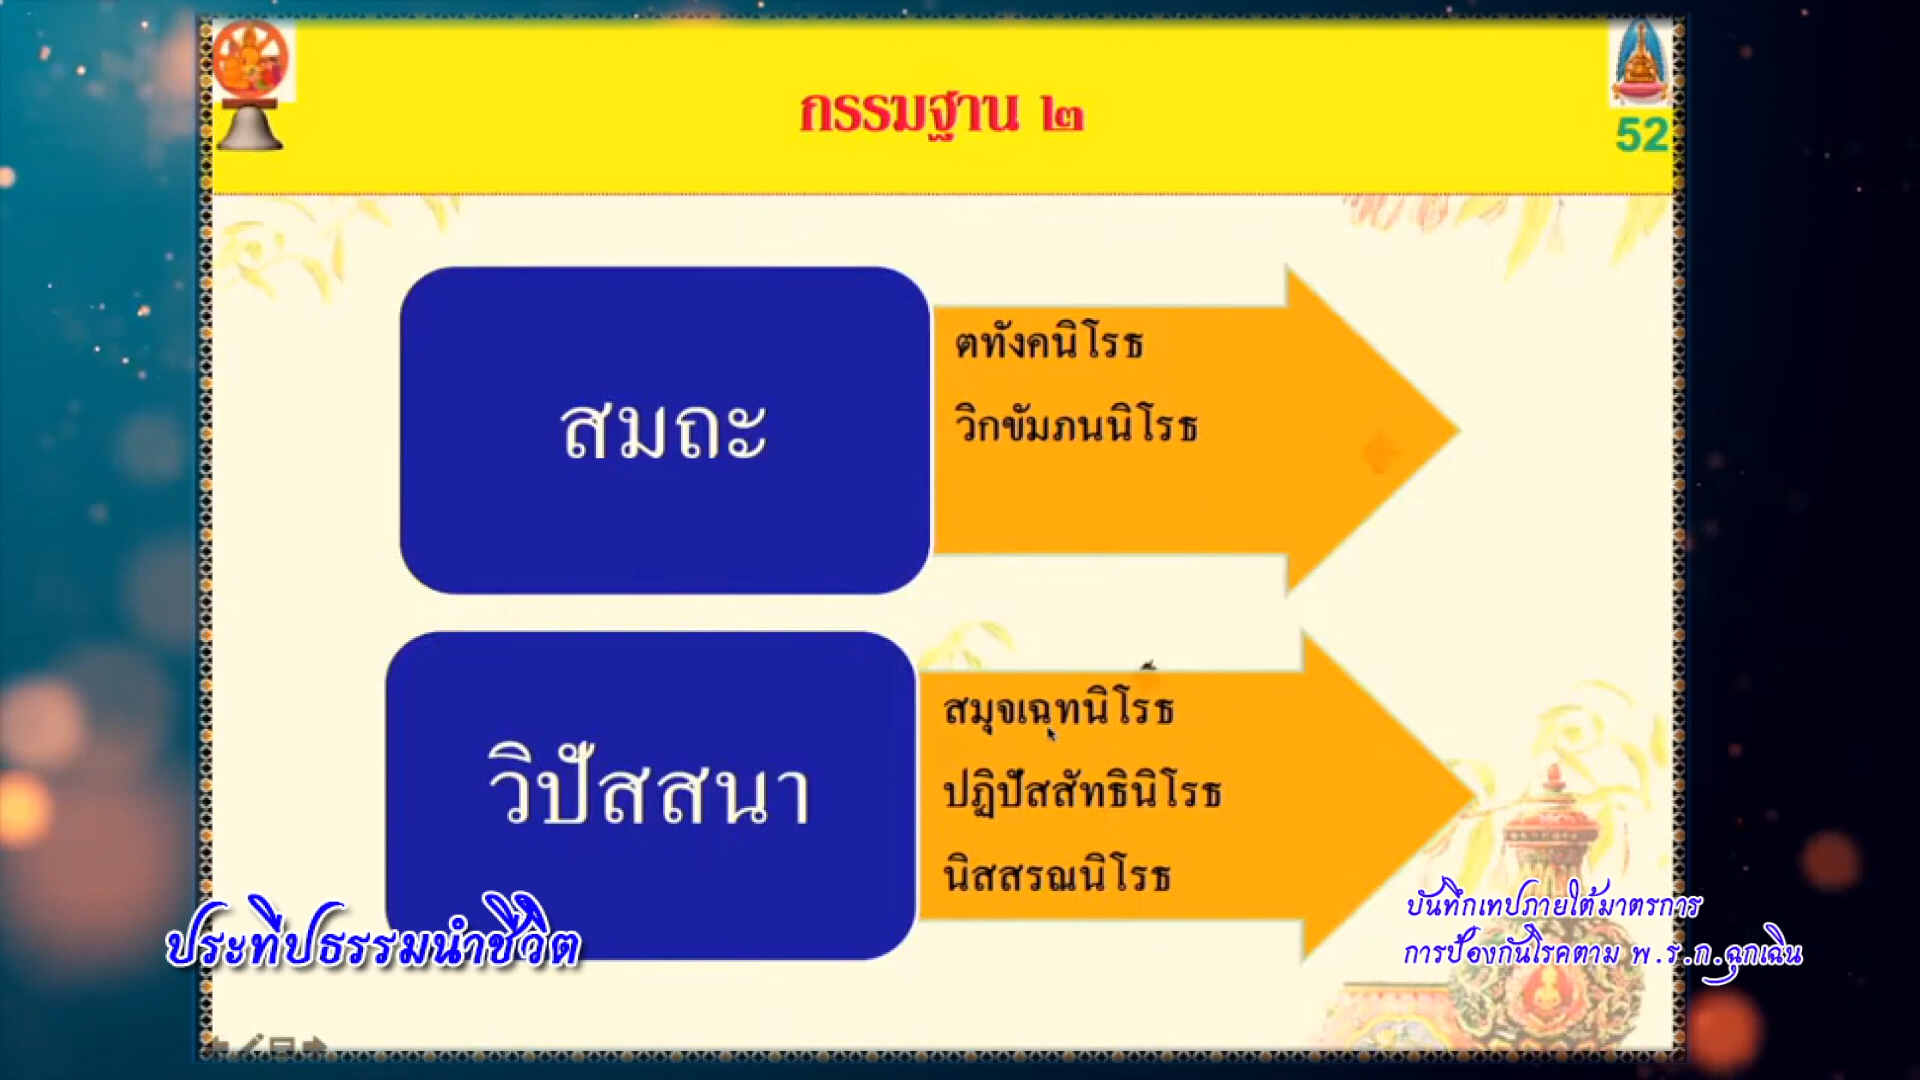 กรรมฐาน ๒
52
สมถะ
ตทังคนิโรธ
วิกขัมภนนิโรธ
วิปัสสนา
สมุจเฉทนิโรธ
ปฏิปัสสัทธินิโรธ
นิสสรณนิโรธ
ประทีปธรรมนำชีวิต
บันทึกเทปภายใต้มาตรการ
การป้องกันโรคตาม พ.ร.ก.ฉุกเฉิน